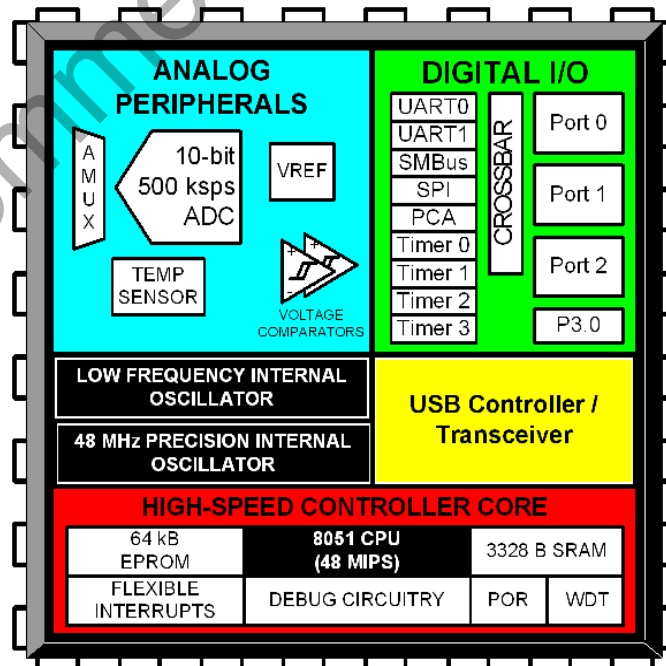 ANALOG
PERIPHERALS
A
M
U
X
10-bit
500 ksps
ADC
VREF
TEMP
SENSOR
+
+
-
VOLTAGE
COMPARATORS
DIGITAL I/O
UART0
UART1
SMBus
SPI
PCA
Timer 0
Timer 1
Timer 2
Timer 3
CROSSBAR
Port 0
Port 1
Port 2
P3.0
LOW FREQUENCY INTERNAL
OSCILLATOR
48 MHz PRECISION INTERNAL
OSCILLATOR
USB Controller /
Transceiver
HIGH-SPEED CONTROLLER CORE
64 kB
EPROM
8051 CPU
(48 MIPS)
3328 B SRAM
FLEXIBLE
INTERRUPTS
DEBUG CIRCUITRY
POR
WDT